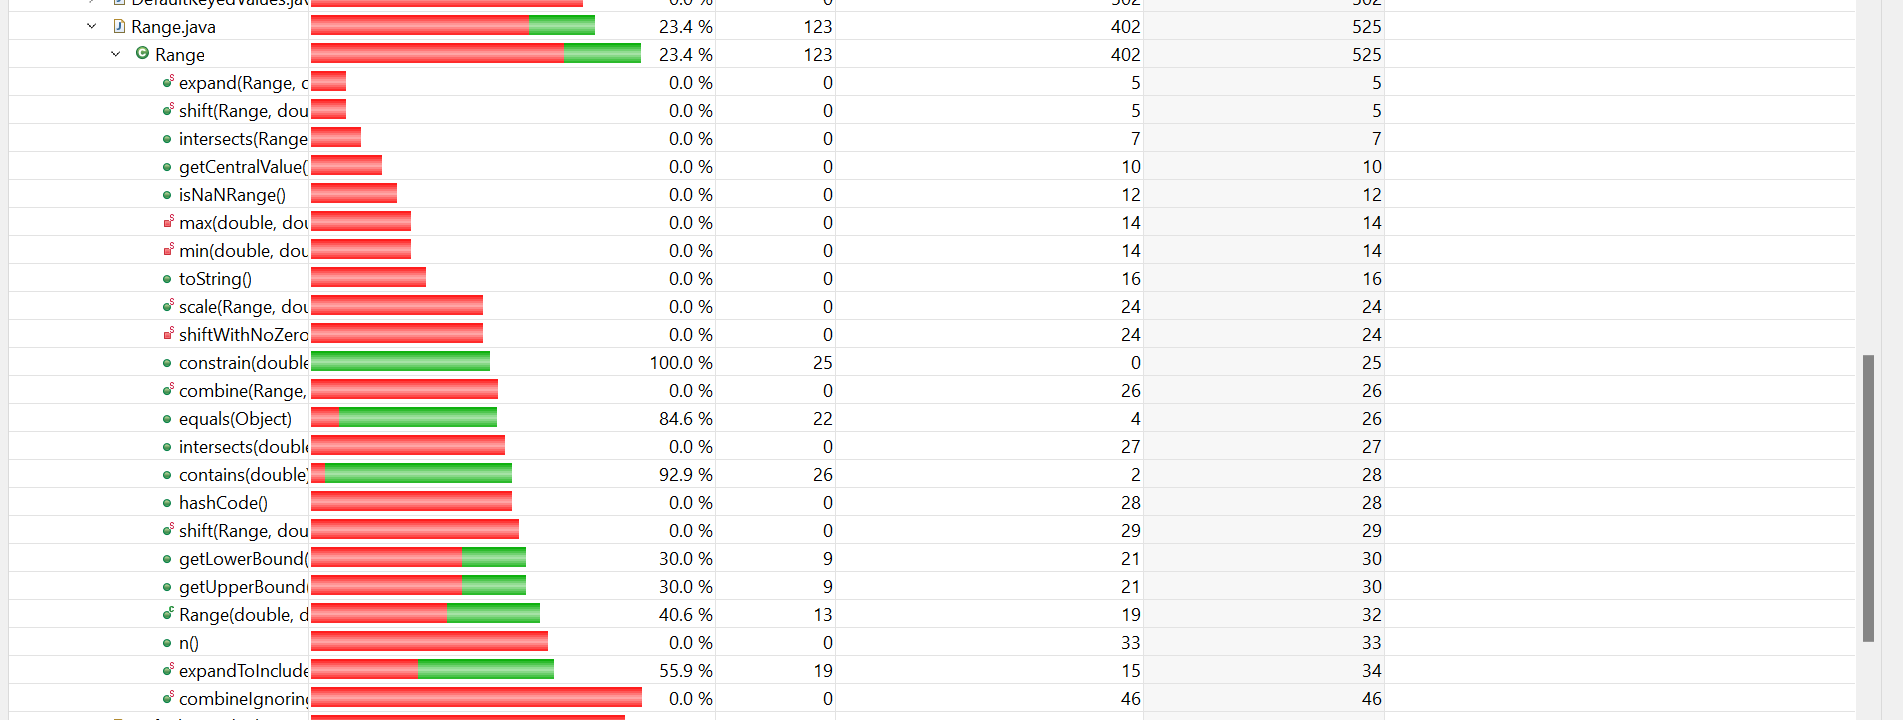 DefaultKeyedValues.jav 0.0 % 0 302 302
Range.java 23.4 % 123 402 525
Range 23.4 % 123 402 525
expand(Range, d 0.0 % 0 5 5
shift(Range, dou 0.0 % 0 5 5
intersects(Range 0.0 % 0 7 7
getCentralValue( 0.0 % 0 10 10
isNaNRange() 0.0 % 0 12 12
max(double, dou 0.0 % 0 14 14
min(double, dou 0.0 % 0 14 14
toString() 0.0 % 0 16 16
scale(Range, dou 0.0 % 0 24 24
shiftWithNoZero 0.0 % 0 24 24
constrain(double 100.0 % 25 0 25
combine(Range, 0.0 % 0 26 26
equals(Object) 84.6 % 22 4 26
intersects(double 0.0 % 0 27 27
contains(double) 92.9 % 26 2 28
hashCode() 0.0 % 0 28 28
shift(Range, dou 0.0 % 0 29 29
getLowerBound( 30.0 % 9 21 30
getUpperBound( 30.0 % 9 21 30
Range(double, d 40.6 % 13 19 32
n() 0.0 % 0 33 33
expandToInclude 55.9 % 19 15 34
combineIgnoring 0.0 % 0 46 46